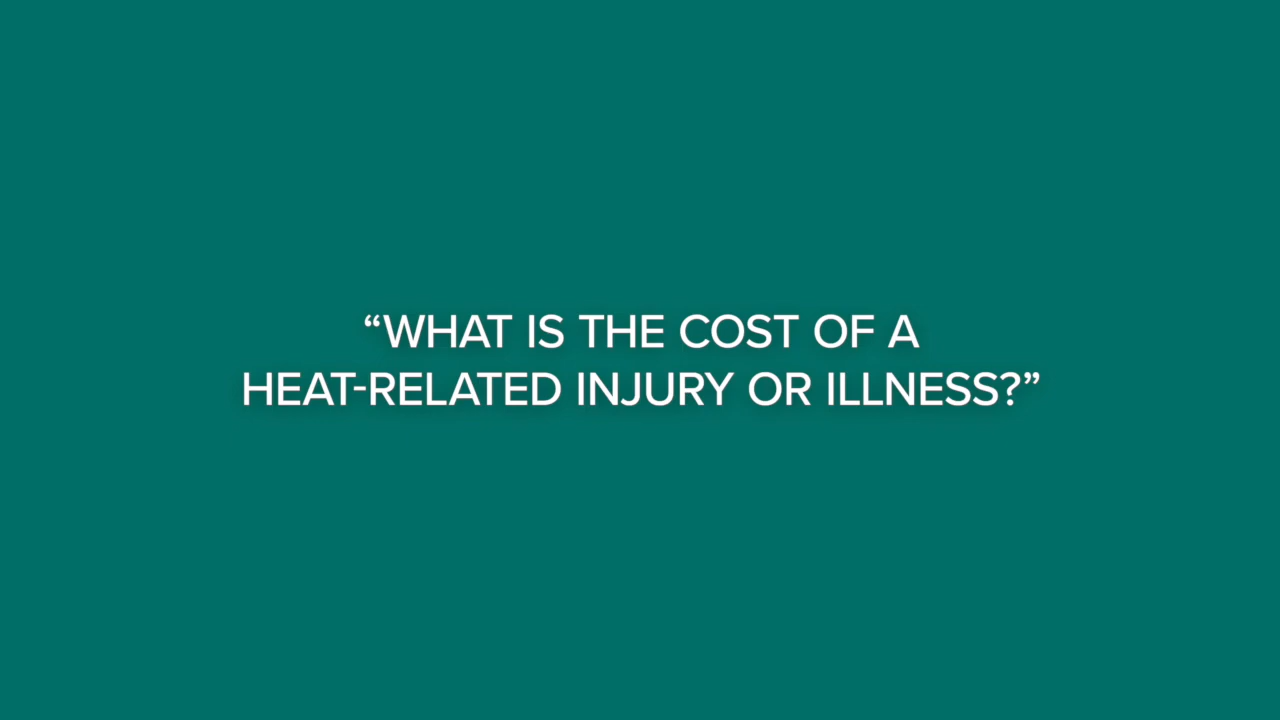 “WHAT IS THE COST OF A
HEAT-RELATED INJURY OR ILLNESS?”